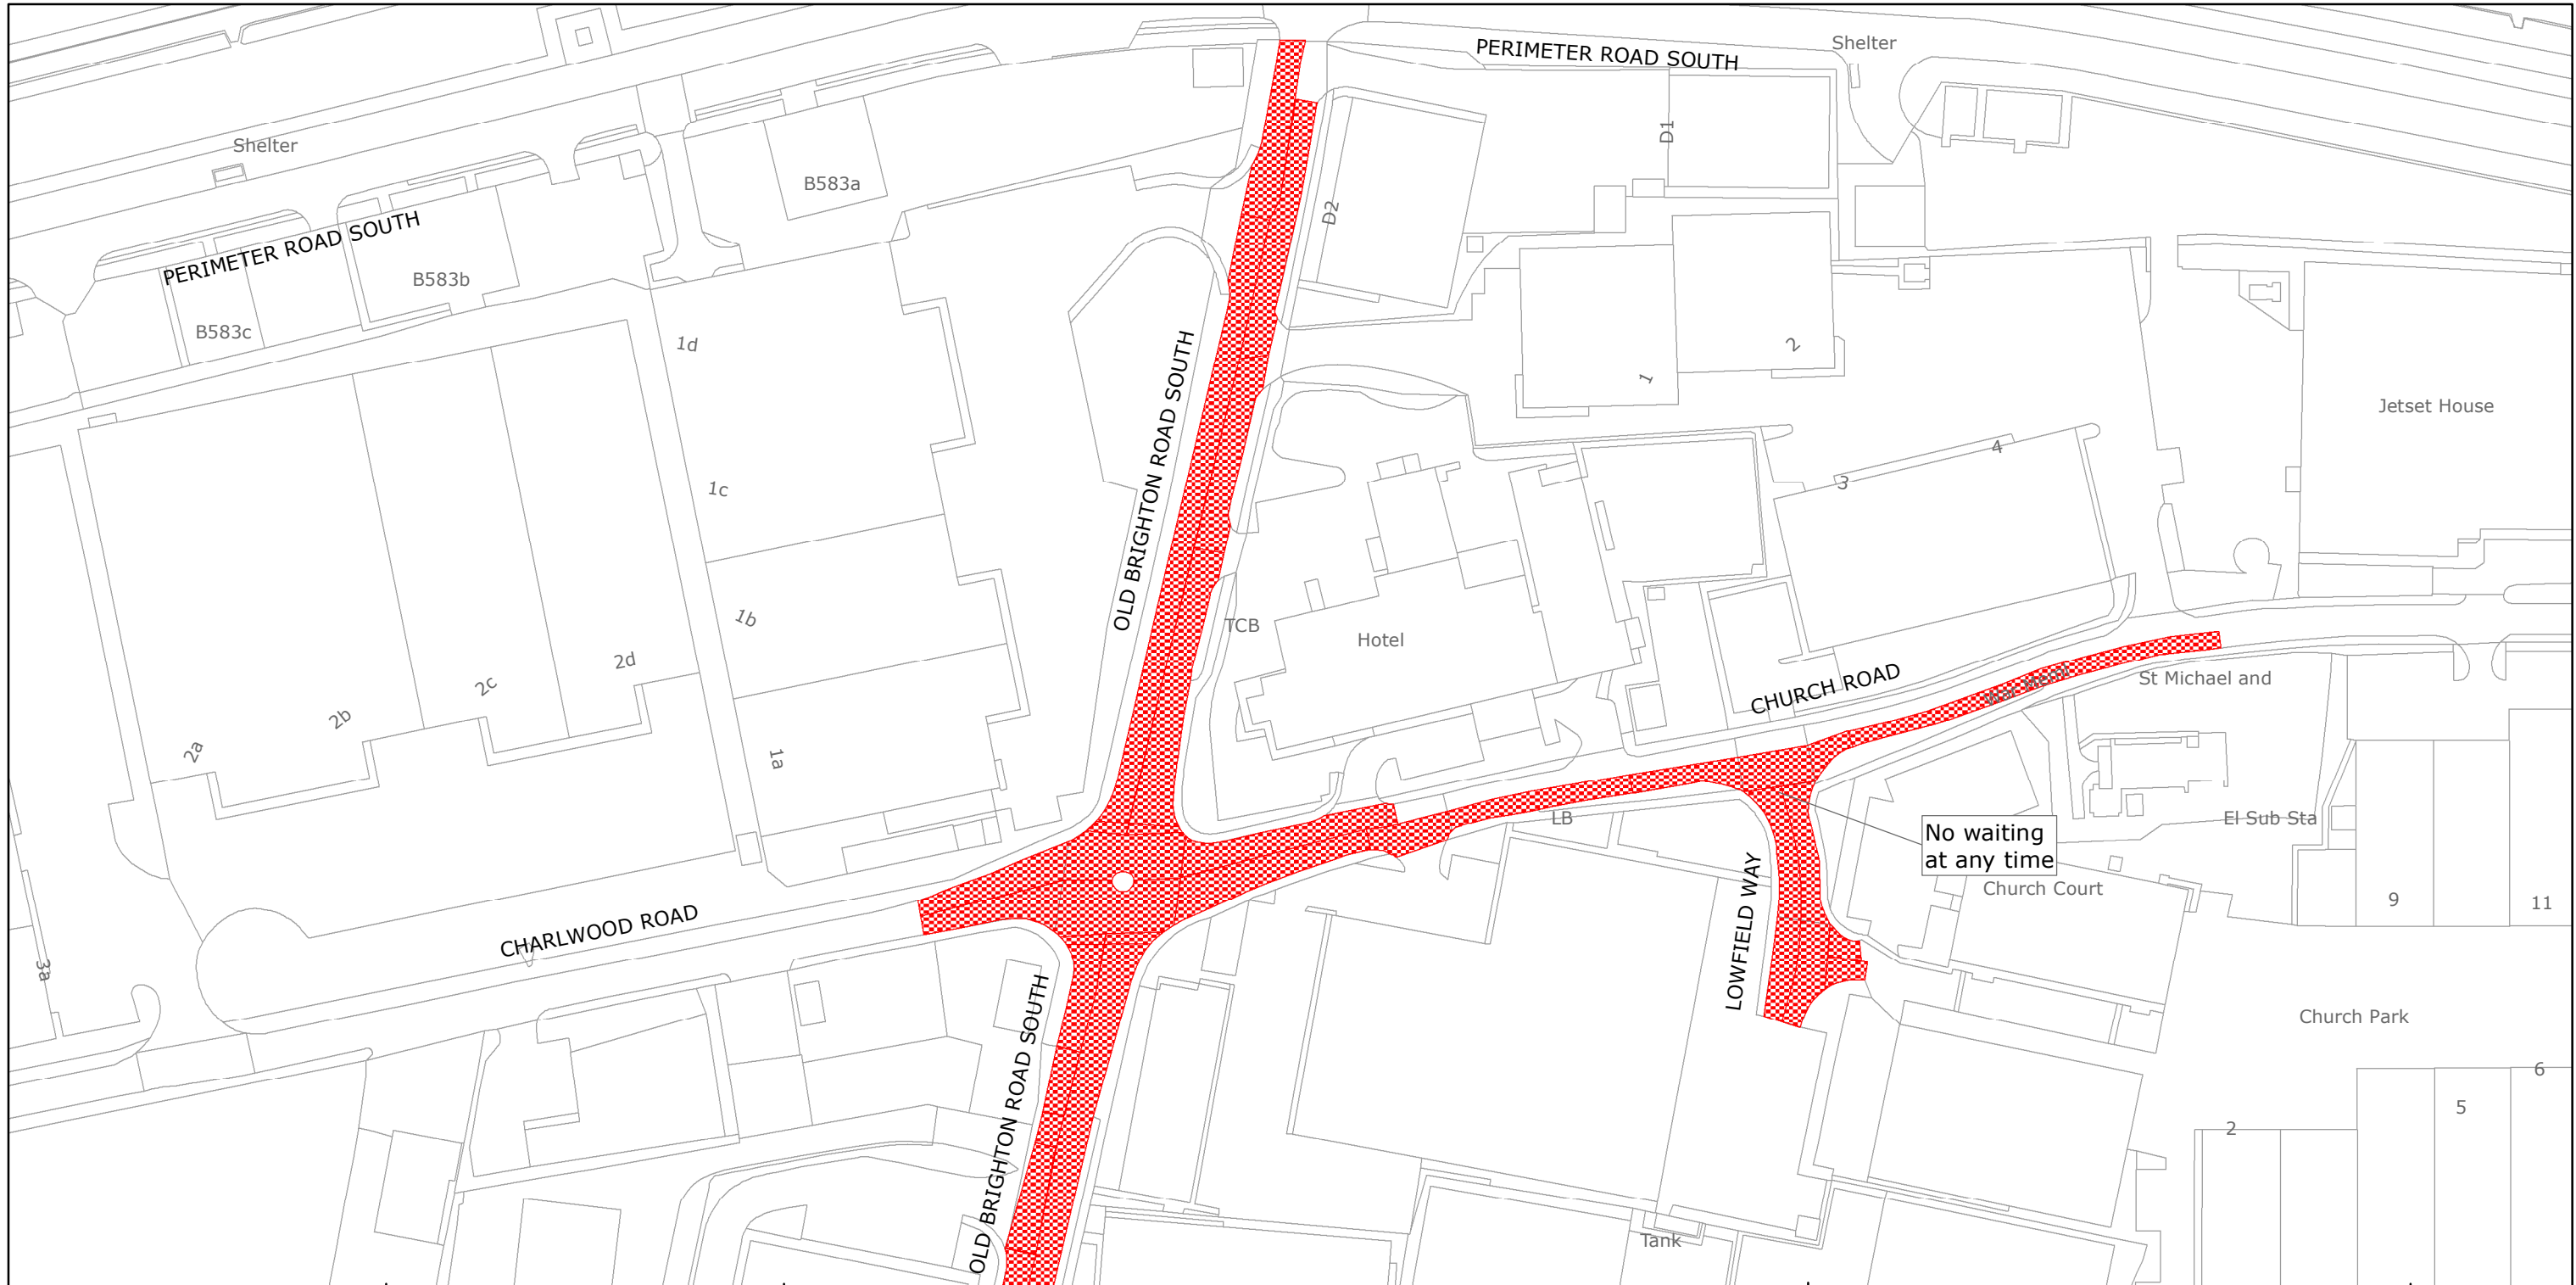 PERIMETER ROAD SOUTH
Shelter
Shelter
D1
B583a
D2
PERIMETER ROAD SOUTH
B583b
B583c
1d
2
1
Jetset House
OLD BRIGHTON ROAD SOUTH
1c
4
3
1b
TCB
Hotel
2d
2c
2b
2a
1a
CHURCH ROAD
St Michael and
LB
El Sub Sta
No waiting
at any time
LOWFIELD WAY
Church Court
9
11
CHARLWOOD ROAD
3a
OLD BRIGHTON ROAD SOUTH
Church Park
6
5
2
Tank